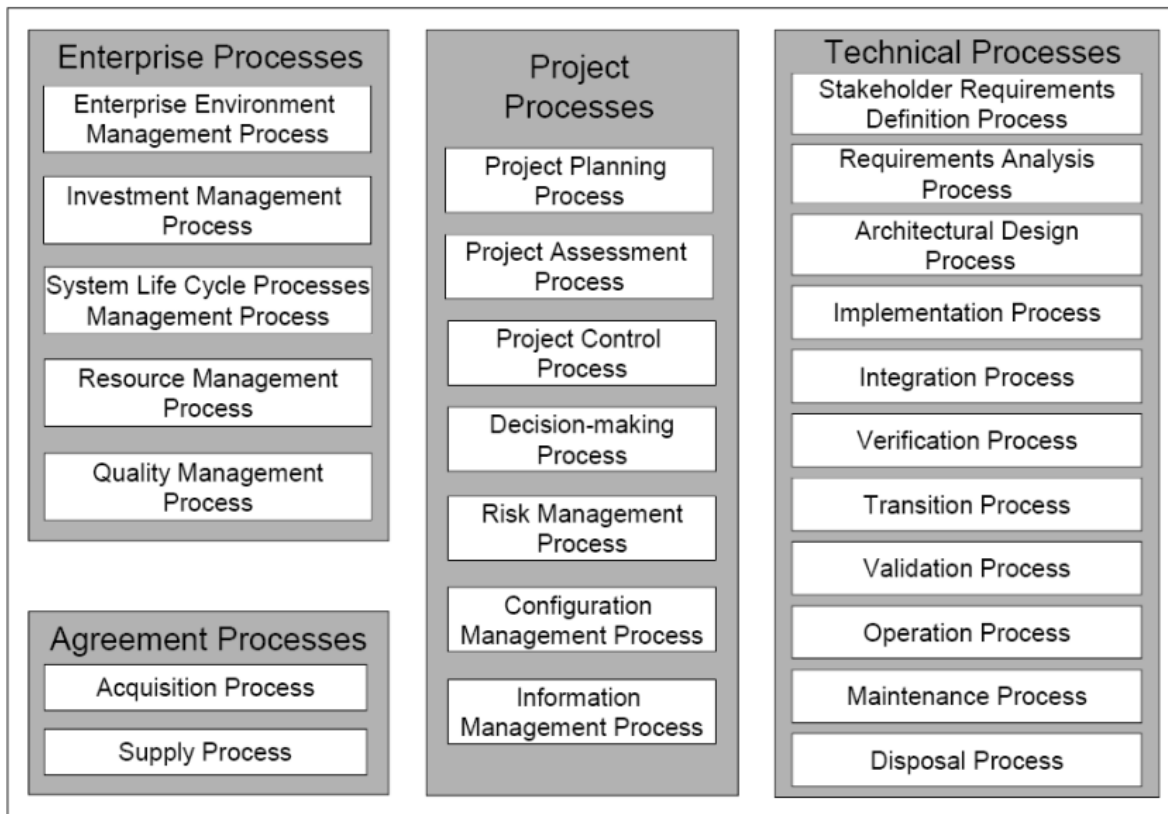 Enterprise Processes
Enterprise Environment
Management Process
Investment Management
Process
System Life Cycle Processes
Management Process
Resource Management
Process
Quality Management
Process
Agreement Processes
Acquisition Process
Supply Process
Project
Processes
Project Planning
Process
Project Assessment
Process
Project Control
Process
Decision-making
Process
Risk Management
Process
Configuration
Management Process
Information
Management Process
Technical Processes
Stakeholder Requirements
Definition Process
Requirements Analysis
Process
Architectural Design
Process
Implementation Process
Integration Process
Verification Process
Transition Process
Validation Process
Operation Process
Maintenance Process
Disposal Process